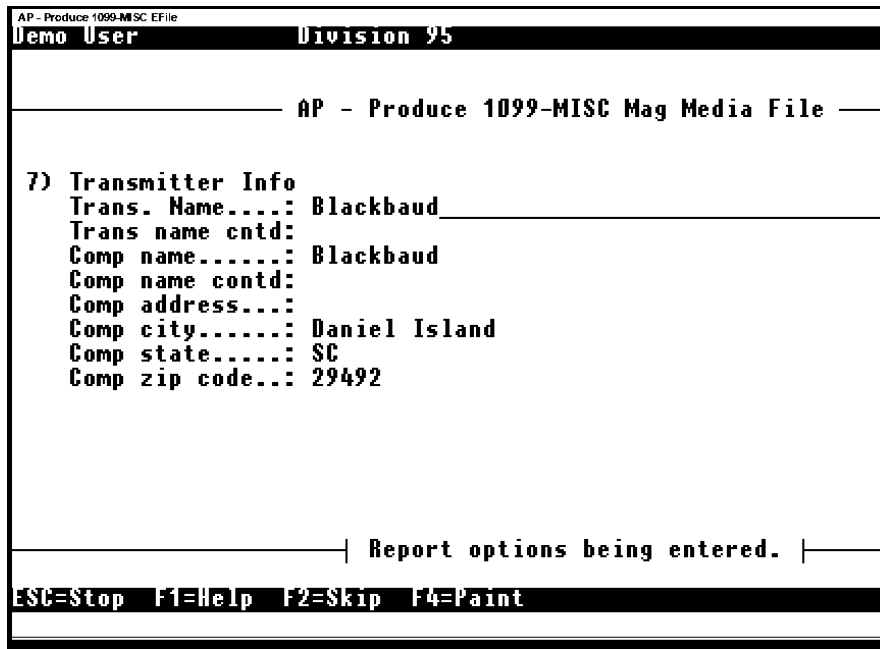 AP - Produce 1099-MISC EFile
Demo User Division 95
AP - Produce 1099-MISC Mag Media File
7) Transmitter Info
Trans. Name....: Blackbaud
Trans name cntd:
Comp name......: Blackbaud
Comp name contd:
Comp address...:
Comp city......: Daniel Island
Comp state.....: SC
Comp zip code..: 29492
Report options being entered.
ESC=Stop F1=Help F2=Skip F4=Paint